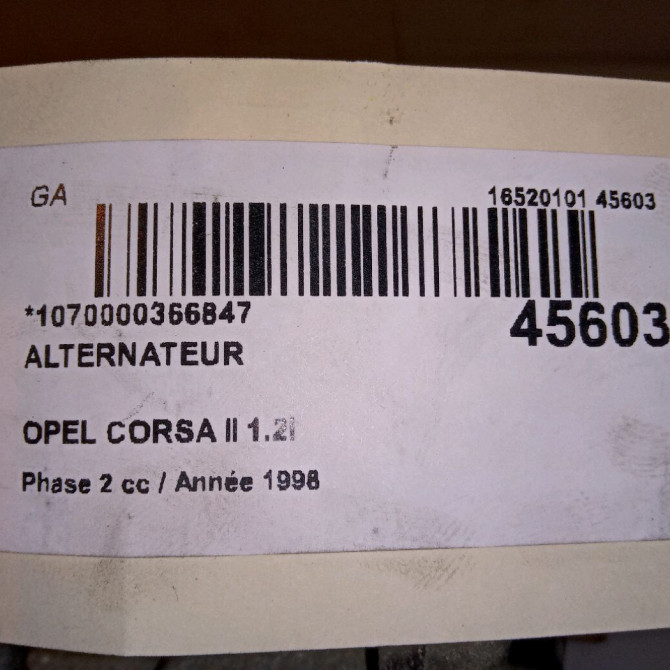 GA
16520101 45603
*1070000366847
45603
ALTERNATEUR
OPEL CORSA II 1.2I
Phase 2 cc / Année 1998